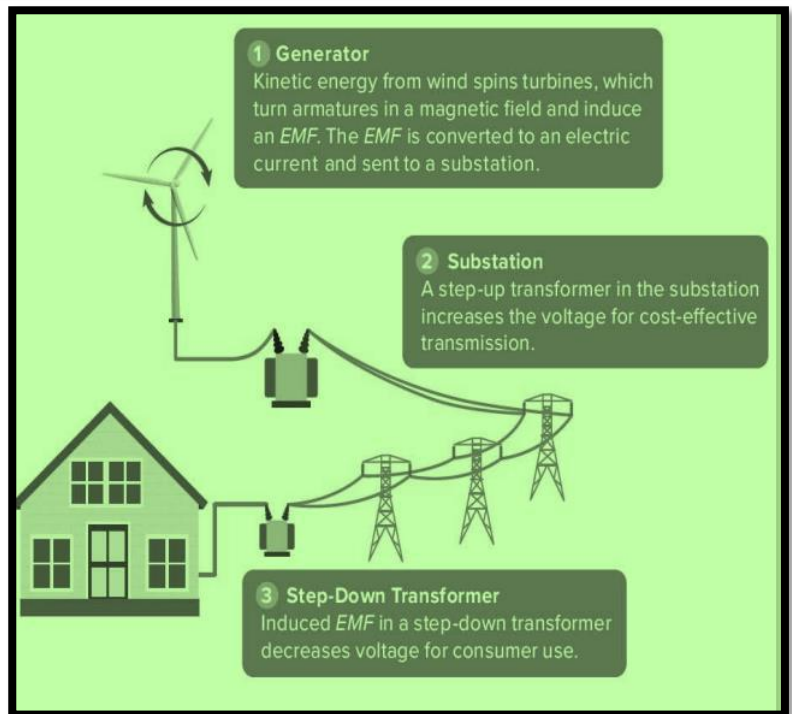 1 Generator
Kinetic energy from wind spins turbines, which
turn armatures in a magnetic field and induce
an EMF. The EMF is converted to an electric
current and sent to a substation.
2 Substation
A step-up transformer in the substation
increases the voltage for cost-effective
transmission.
3 Step-Down Transformer
Induced EMF in a step-down transformer
decreases voltage for consumer use.